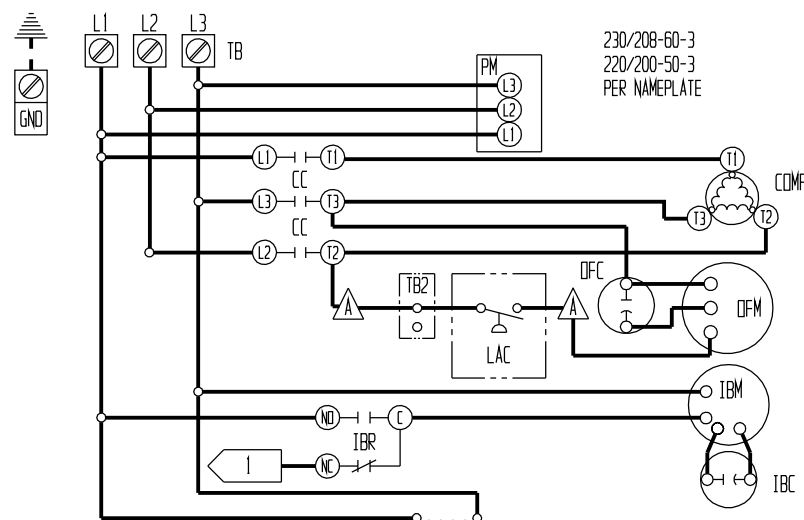 L1 L2 L3
TB
230/208-60-3
220/200-50-3
PER NAMEPLATE
GND
PM
L3
L2
L1
L1 T1
T1
CC
COMP
L3 T3
T3 T2
CC
L2 T2
OFC
TB2
A
A
OFM
LAC
IBM
NO C
IBR
1
NC
IBC